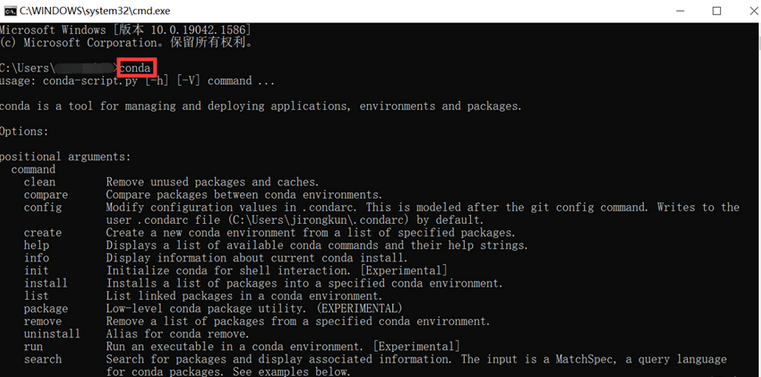 C:\WINDOWS\system32\cmd.exe
Microsoft Windows [版本 10.0.19042.1586]
(c) Microsoft Corporation。保留所有权利。
C:\Users\ >conda
usage: conda-script.py [-h] [-V] command ...
conda is a tool for managing and deploying applications, environments and packages.
Options:
positional arguments:
command
clean Remove unused packages and caches.
compare Compare packages between conda environments.
config Modify configuration values in .condarc. This is modeled after the git config command. Writes to the
user .condarc file (C:\Users\jirongkun\.condarc) by default.
create Create a new conda environment from a list of specified packages.
help Displays a list of available conda commands and their help strings.
info Display information about current conda install.
init Initialize conda for shell interaction. [Experimental]
install Installs a list of packages into a specified conda environment.
list List linked packages in a conda environment.
package Low-level conda package utility. (EXPERIMENTAL)
remove Remove a list of packages from a specified conda environment.
uninstall Alias for conda remove.
run Run an executable in a conda environment. [Experimental]
search Search for packages and display associated information. The input is a MatchSpec, a query language
for conda packages. See examples below.